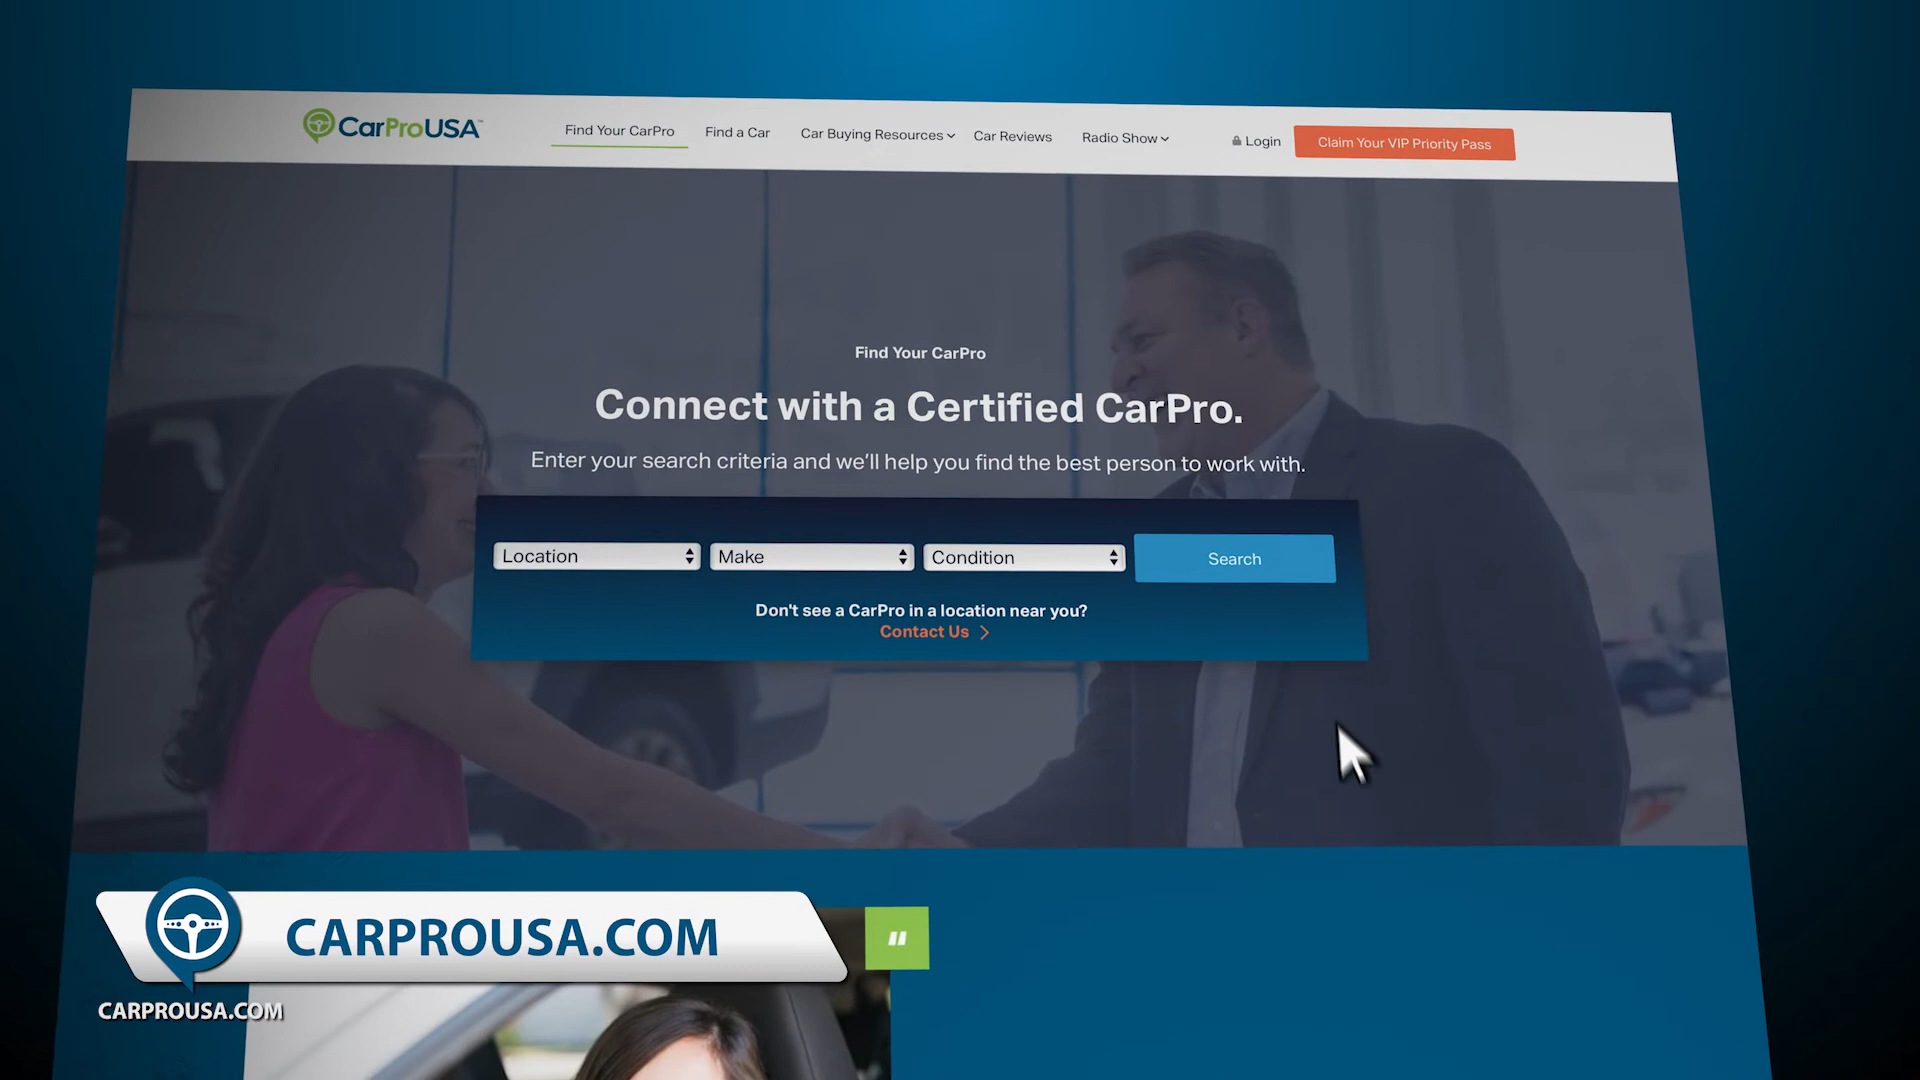 CarProUSA™
Find Your CarPro
Find a Car
Car Buying Resources
Car Reviews
Radio Show
Login
Claim Your VIP Priority Pass
Find Your CarPro
Connect with a Certified CarPro.
Enter your search criteria and we'll help you find the best person to work with.
Location
Make
Condition
Search
Don't see a CarPro in a location near you?
Contact Us >
"
CARPROUSA.COM
CARPROUSA.COM